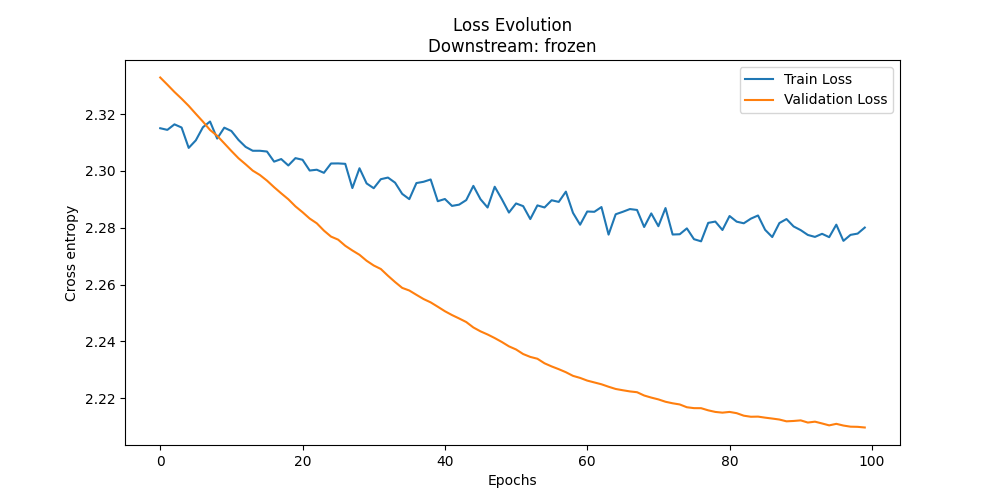 Loss Evolution
Downstream: frozen
Train Loss
Validation Loss
Cross entropy
2.32
2.30
2.28
2.26
2.24
2.22
0 20 40 60 80 100
Epochs